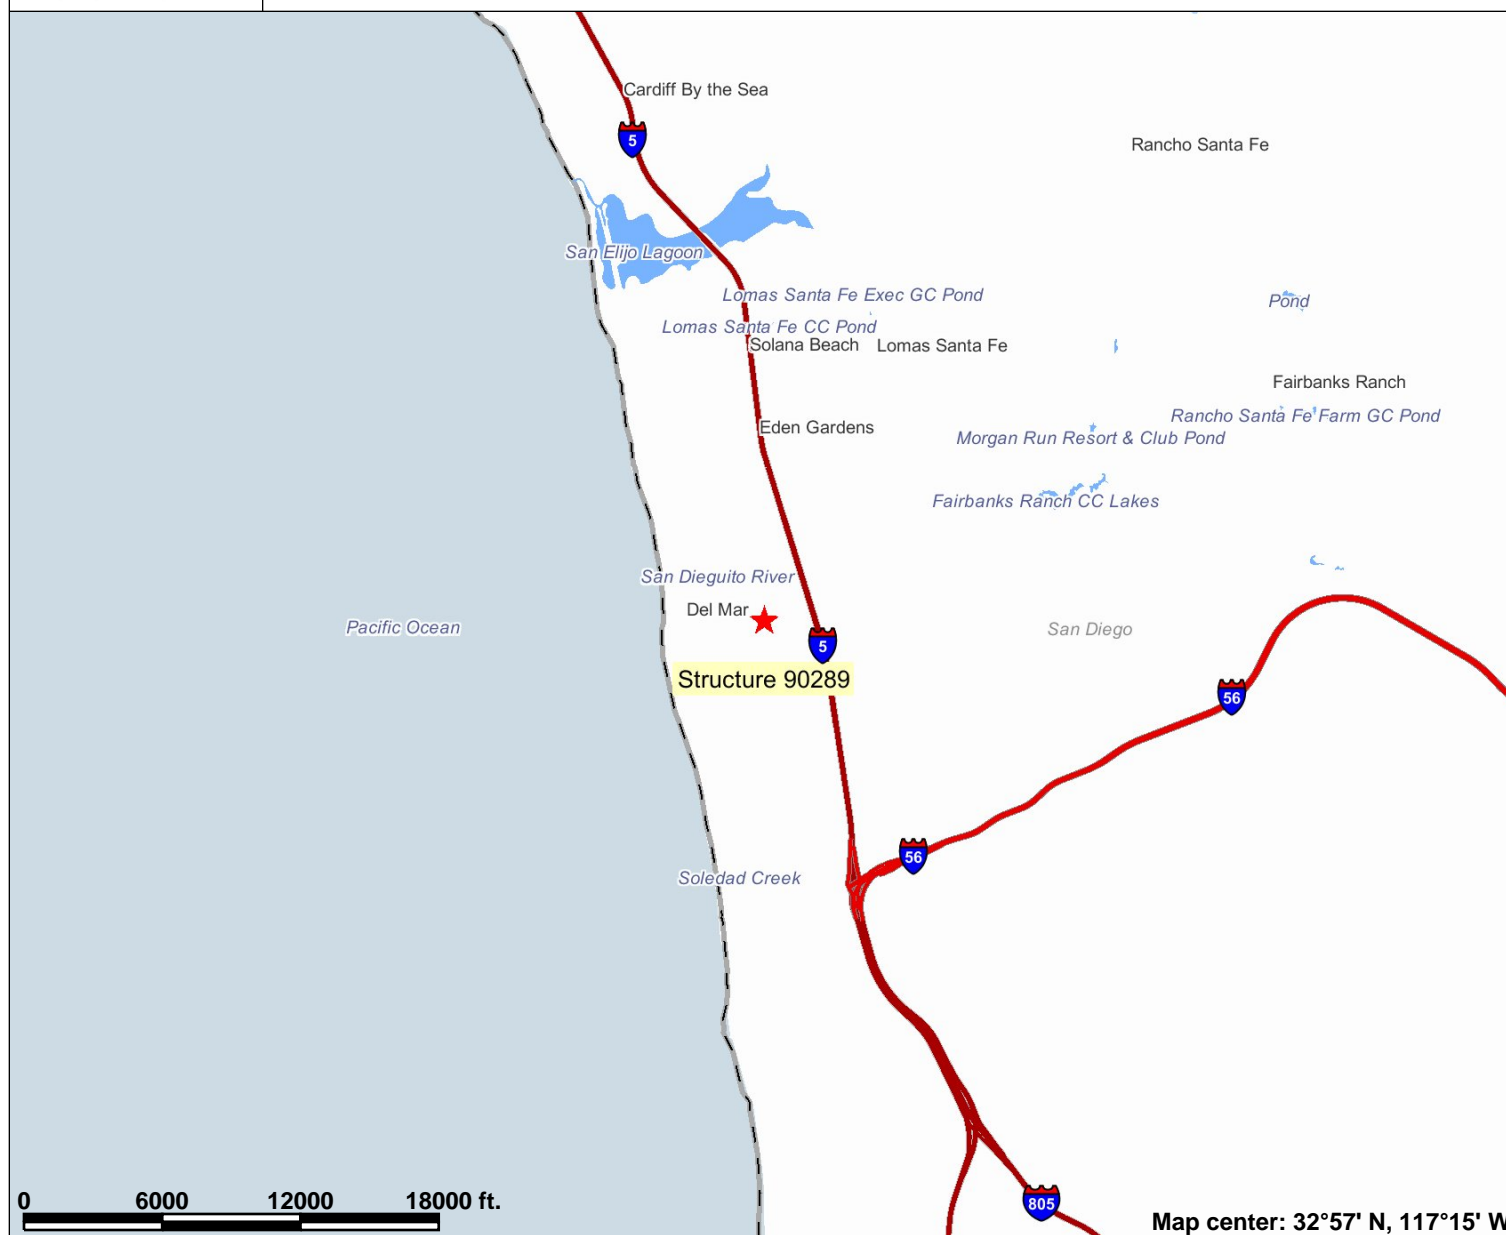 Cardiff By the Sea
5
Rancho Santa Fe
San Elijo Lagoon
Lomas Santa Fe Exec GC Pond
Pond
Lomas Santa Fe CC Pond
Solana Beach
Lomas Santa Fe
Fairbanks Ranch
Rancho Santa Fe Farm GC Pond
Eden Gardens
Morgan Run Resort & Club Pond
Fairbanks Ranch CC Lakes
San Dieguito River
Del Mar
Pacific Ocean
San Diego
5
Structure 90289
56
56
Soledad Creek
805
0 6000 12000 18000 ft.
Map center: 32°57' N, 117°15' W